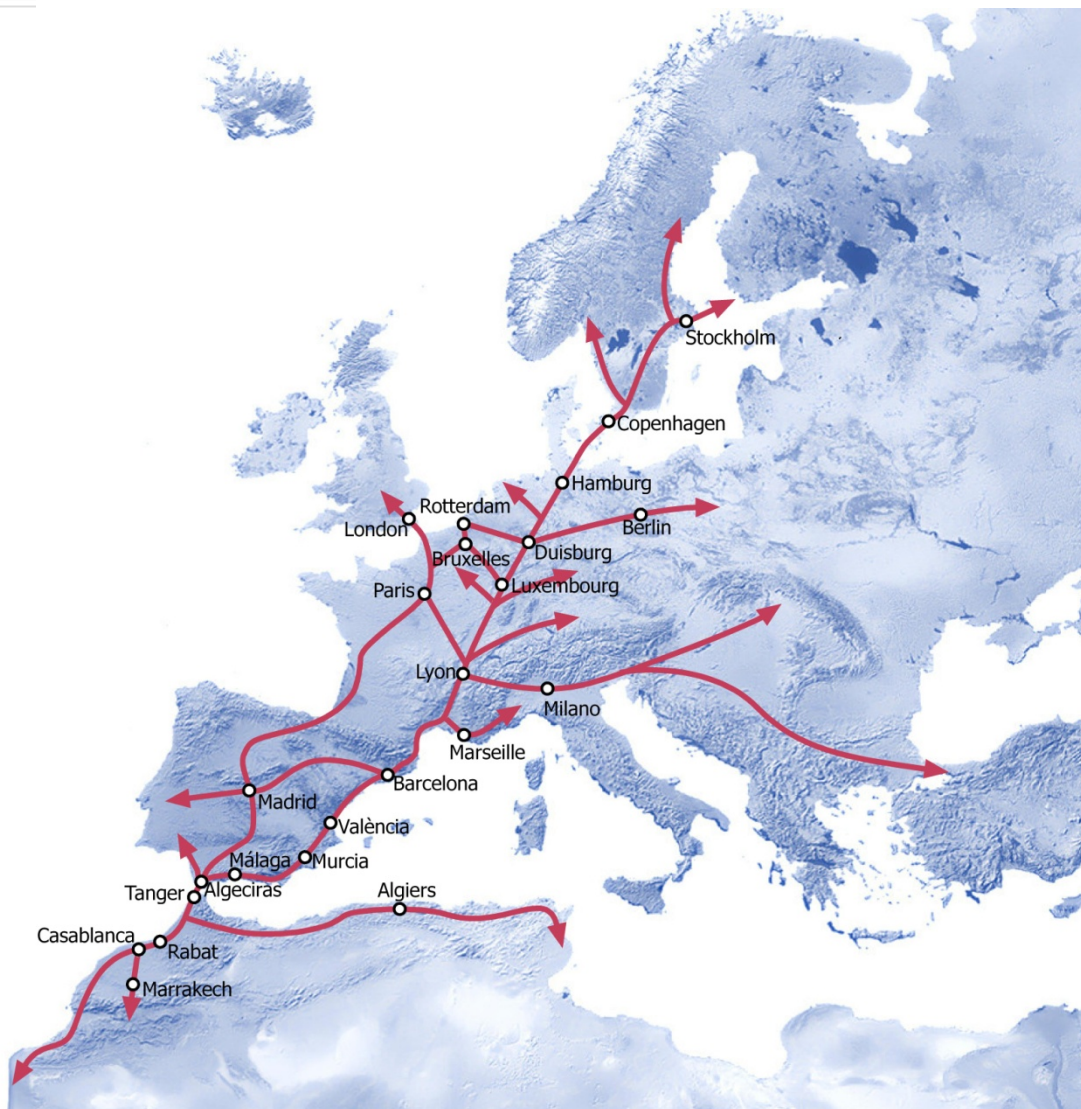 Stockholm
Copenhagen
Hamburg
Rotterdam
London
Berlin
Duisburg
Bruxelles
Luxembourg
Paris
Lyon
Milano
Marseille
Barcelona
Madrid
València
Málaga
Murcia
Algeciras
Tanger
Algiers
Casablanca
Rabat
Marrakech